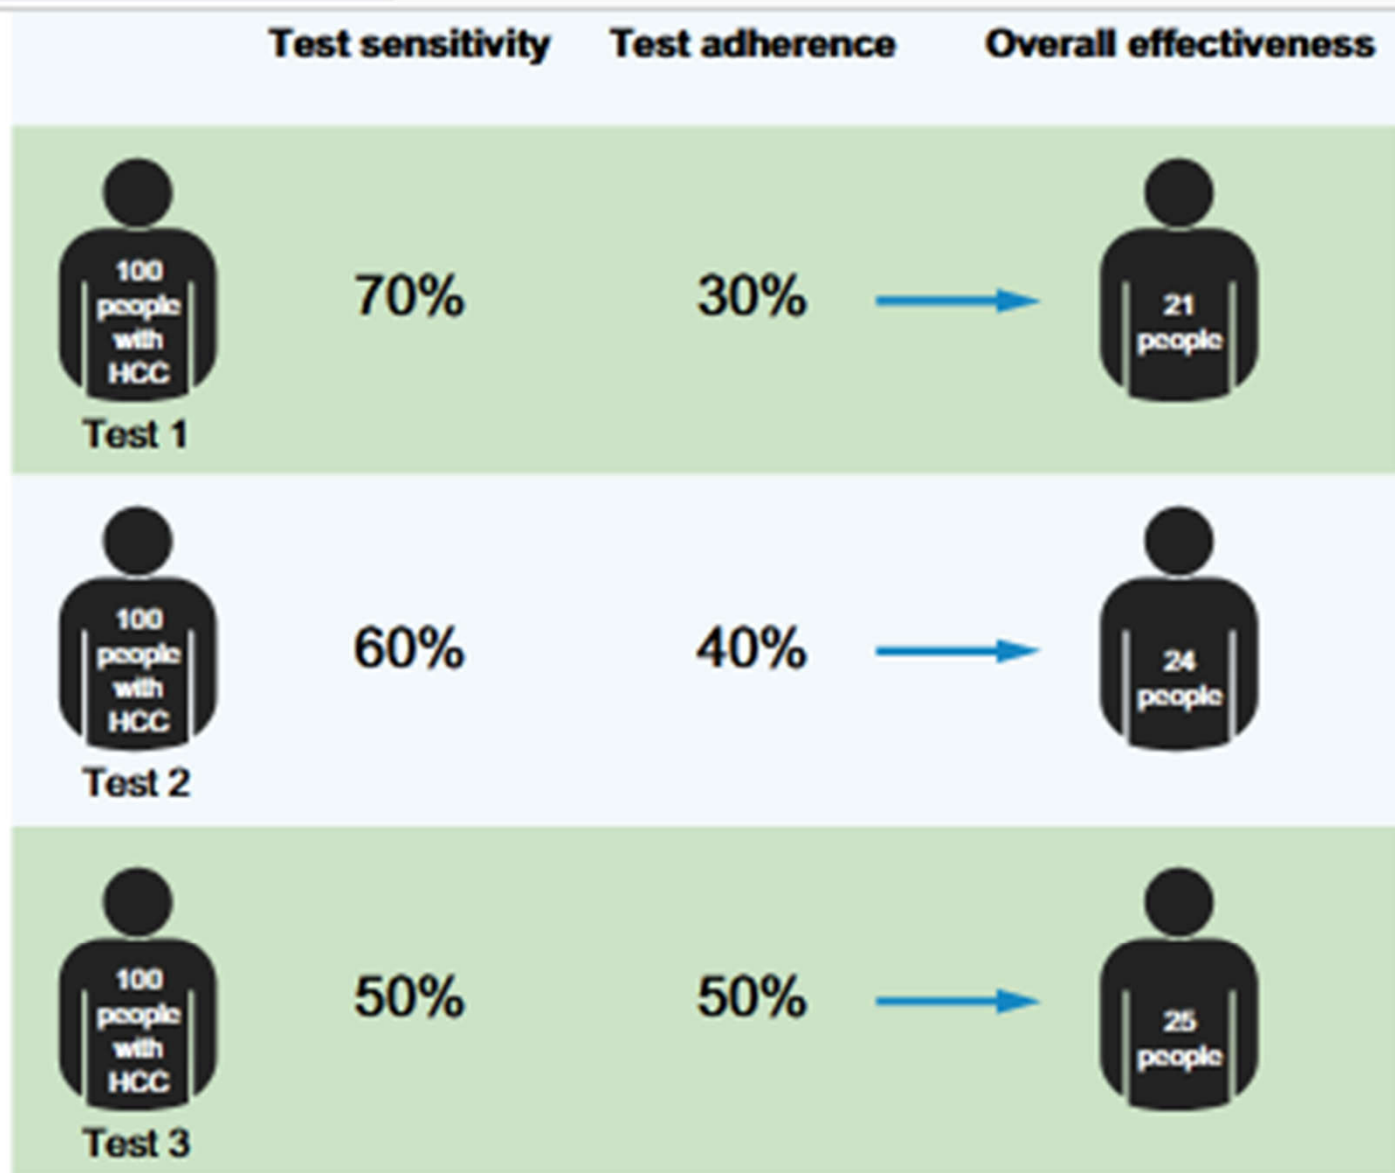 Test sensitivity Test adherence Overall effectiveness
100
people
with
HCC
Test 1
70% 30%
21
people
100
people
with
HCC
Test 2
60% 40%
24
people
100
people
with
HCC
Test 3
50% 50%
25
people